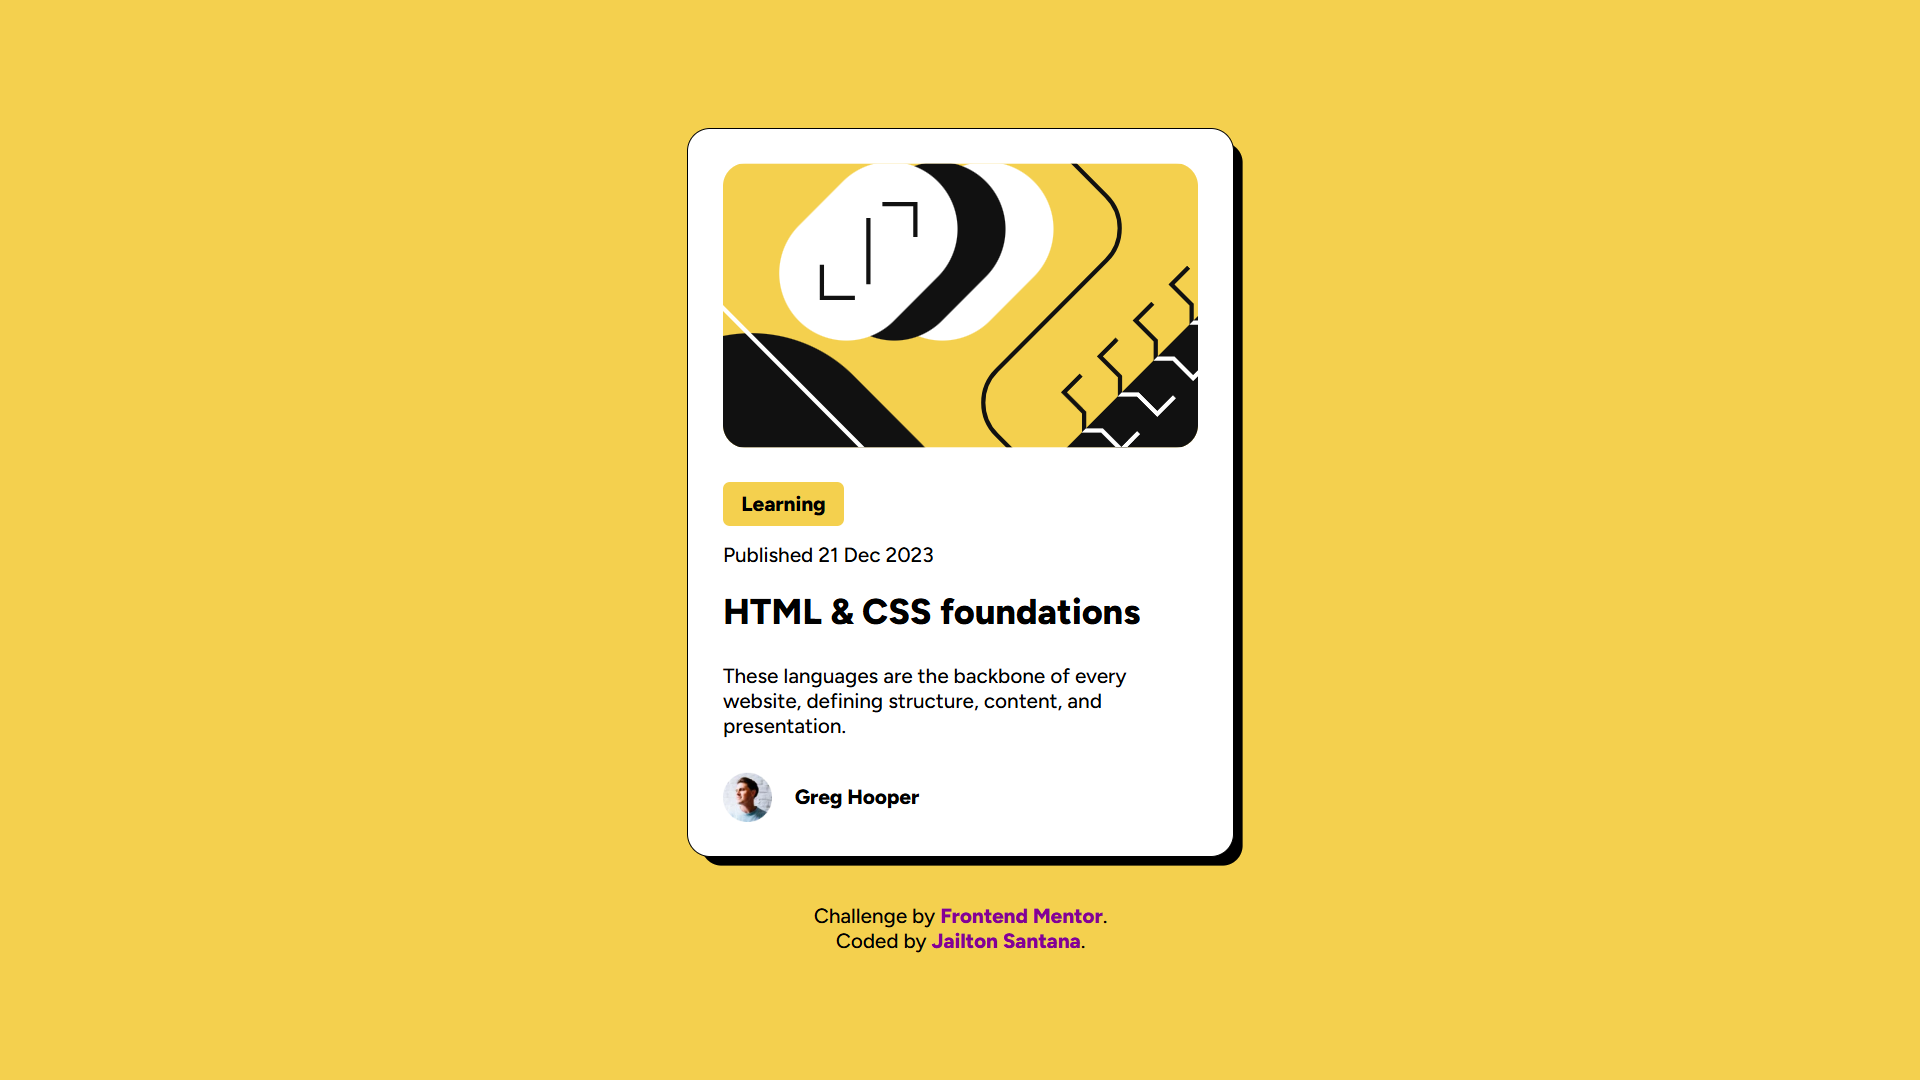 Learning
Published 21 Dec 2023
HTML & CSS foundations
These languages are the backbone of every
website, defining structure, content, and
presentation.
Greg Hooper
Challenge by Frontend Mentor.
Coded by Jailton Santana.